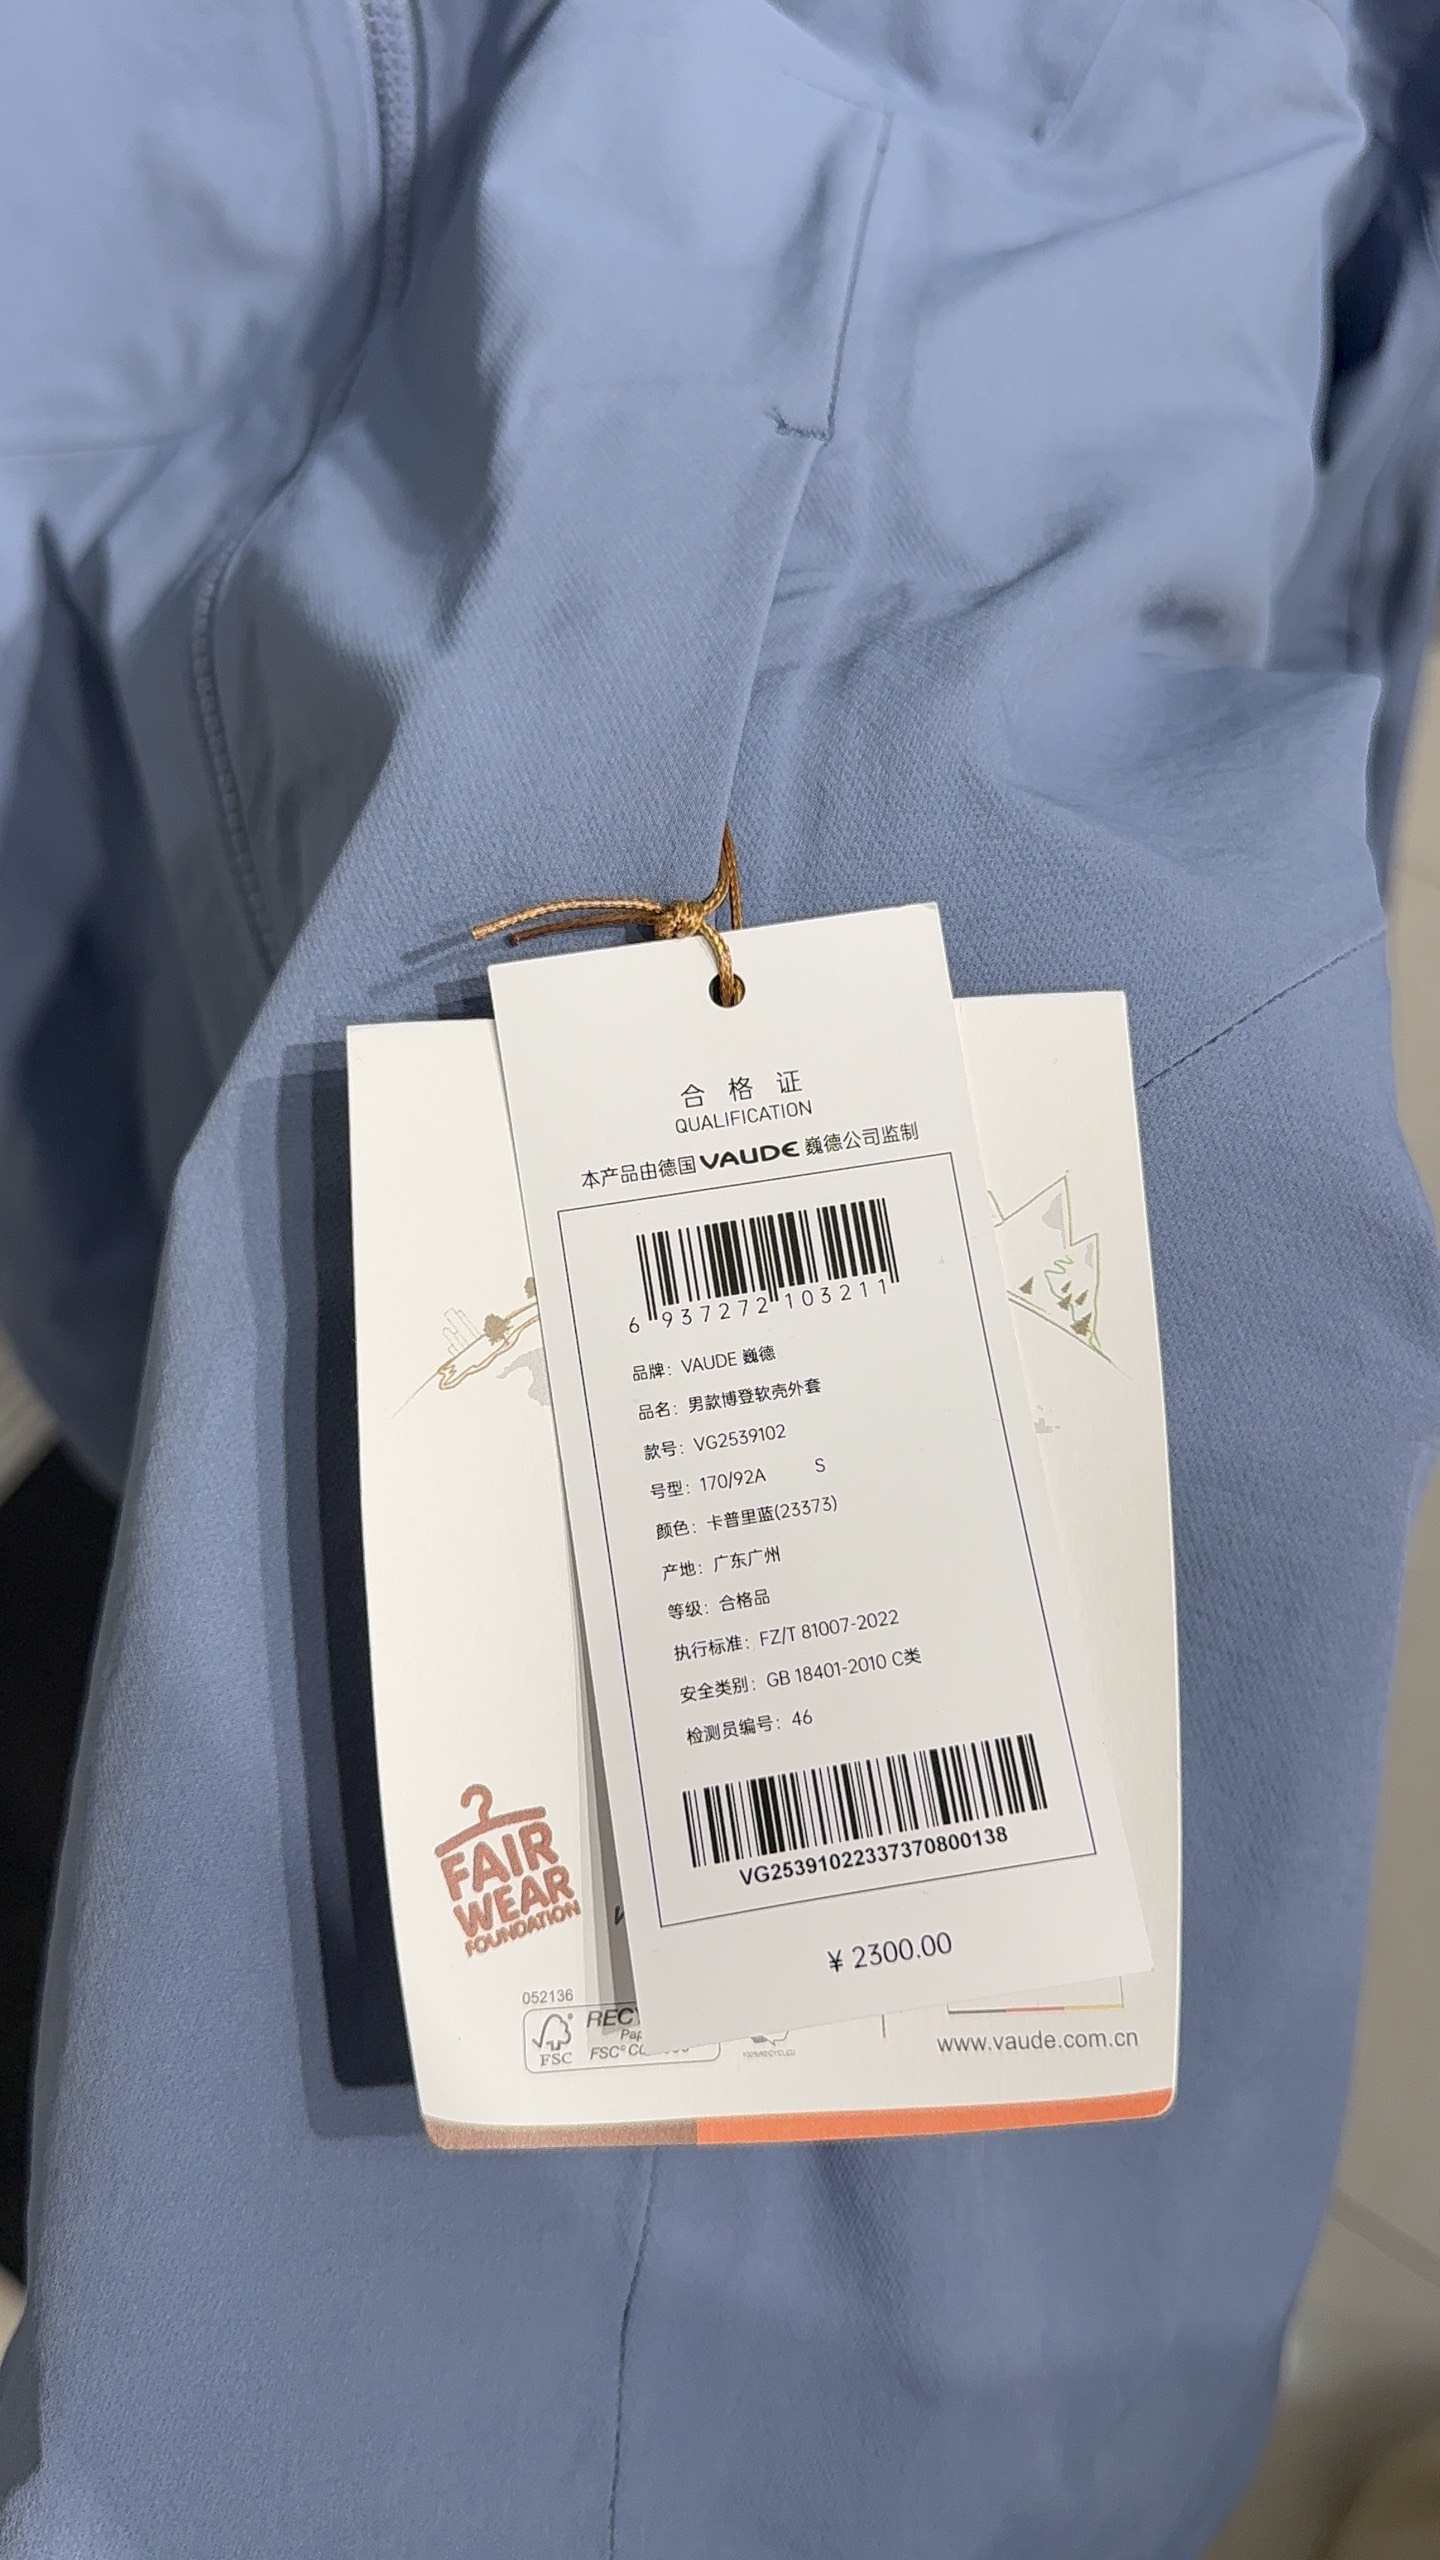 合格证
QUALIFICATION
本产品由德国 VAUDE 巍德公司监制
6 937272 103211
品牌：VAUDE 巍德
品名：男款博登软壳外套
款号：VG2539102
号型：170/92A S
颜色：卡普里蓝(23373)
产地：广东广州
等级：合格品
执行标准：FZ/T 81007-2022
安全类别：GB 18401-2010 C类
检测员编号：46
VG25391022337370800138
¥ 2300.00
FAIR
WEAR
FOUNDATION
052136
FSC
FSC®
www.vaude.com.cn